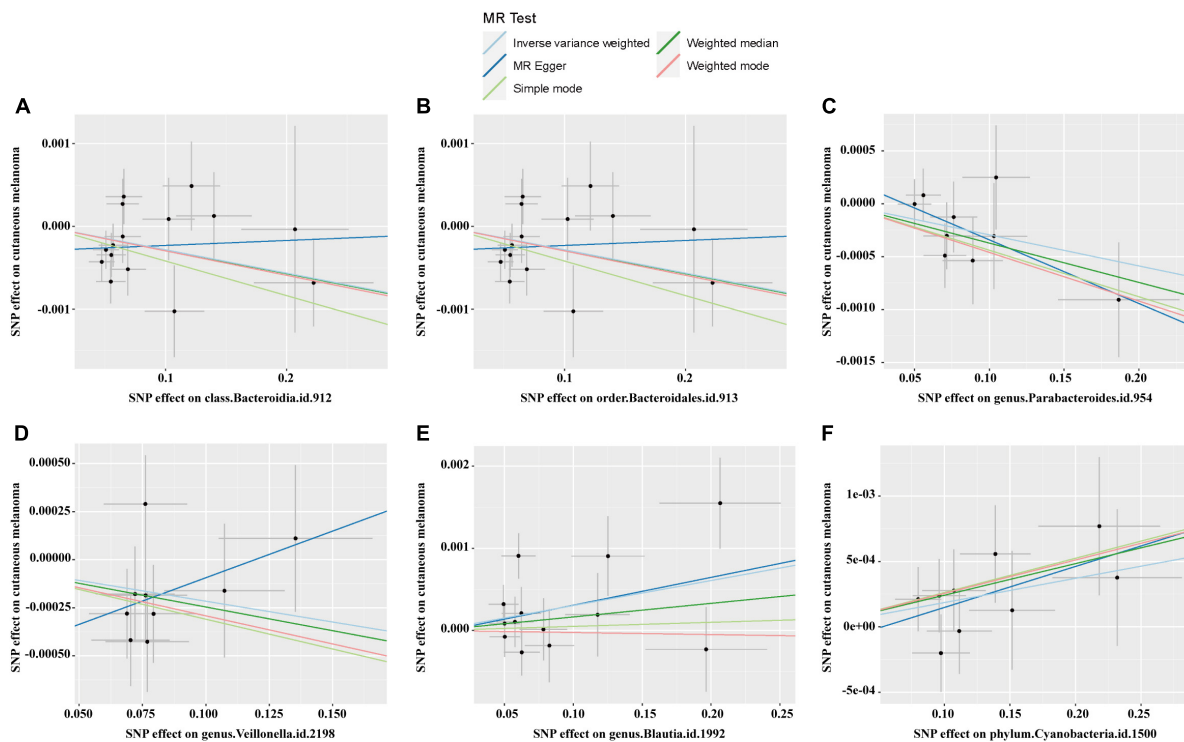 MR Test
Inverse variance weighted
Weighted median
MR Egger
Weighted mode
Simple mode
A
SNP effect on cutaneous melanoma
0.001
0.000
-0.001
0.1
0.2
SNP effect on class.Bacteroidia.id.912
B
SNP effect on cutaneous melanoma
0.001
0.000
-0.001
0.1
0.2
SNP effect on order.Bacteroidales.id.913
C
SNP effect on cutaneous melanoma
0.0005
0.0000
-0.0005
-0.0010
-0.0015
0.05
0.10
0.15
0.20
SNP effect on genus.Parabacteroides.id.954
D
SNP effect on cutaneous melanoma
0.00050
0.00025
0.00000
-0.00025
-0.00050
0.050
0.075
0.100
0.125
0.150
SNP effect on genus.Veillonella.id.2198
E
SNP effect on cutaneous melanoma
0.002
0.001
0.000
0.05
0.10
0.15
0.20
0.25
SNP effect on genus.Blautia.id.1992
F
SNP effect on cutaneous melanoma
1e-03
5e-04
0e+00
-5e-04
0.10
0.15
0.20
0.25
SNP effect on phylum.Cyanobacteria.id.1500